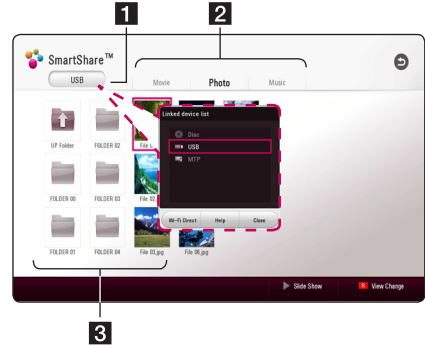 1
2
SmartShare™
USB
Movie Photo Music
Linked device list
Disc
USB
MTP
Wi-Fi Direct Help Close
UP Folder FOLDER 02
FOLDER 00 FOLDER 03 File 02.
FOLDER 01 FOLDER 04 File 03.jpg File 06.jpg
Slide Show R View Change
3